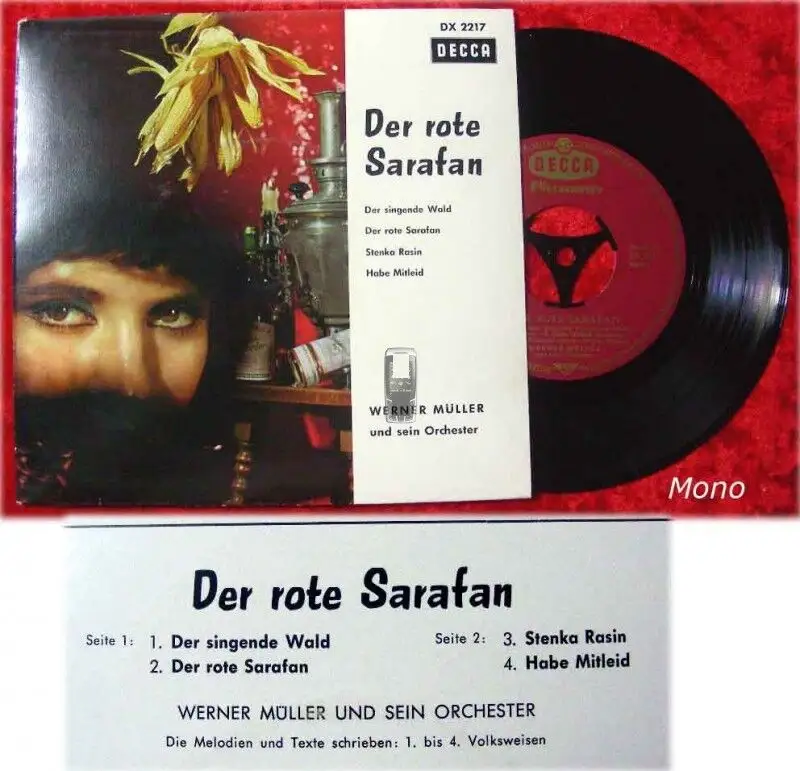 DX 2217
DECCA
Der rote
Sarafan
Der singende Wald
Der rote Sarafan
Stenka Rasin
Habe Mitleid
WERNER MÜLLER
und sein Orchester
DECCA
Mono
Der rote Sarafan
Seite 1: 1. Der singende Wald
2. Der rote Sarafan
Seite 2: 3. Stenka Rasin
4. Habe Mitleid
WERNER MÜLLER UND SEIN ORCHESTER
Die Melodien und Texte schrieben: 1. bis 4. Volksweisen